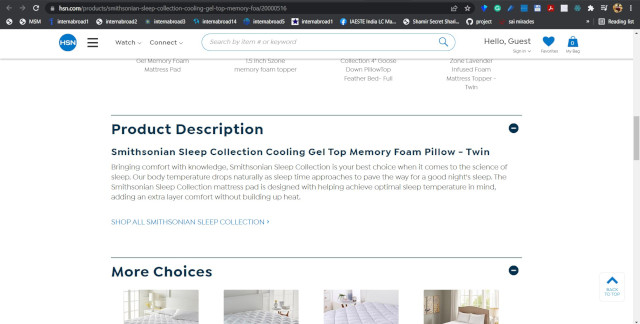 hsn.com/products/smithsonian-sleep-collection-cooling-gel-top-memory-foa/20000516
MSM
internabroad1
internabroad2
internabroad3
internabroad14
internabroad5
internabroad1
IAESTE India LC Ma...
Shamir Secret Shari...
project
sai miracles
HSN
Watch
Connect
Search by item # or keyword
Hello, Guest
Sign in
Favorites
0
My Bag
Gel Memory Foam
Mattress Pad
1.5 Inch
memory foam topper
Collection 4" Goose
Down PillowTop
Feather Bed- Full
Zone Lavender
Infused Foam
Mattress Topper -
Twin
Product Description
Smithsonian Sleep Collection Cooling Gel Top Memory Foam Pillow - Twin
Bringing comfort with knowledge, Smithsonian Sleep Collection is your best choice when it comes to the science of
sleep. Our body temperature drops naturally as sleep time approaches to pave the way for a good night's sleep. The
Smithsonian Sleep Collection mattress pad is designed with helping achieve optimal sleep temperature in mind,
adding an extra layer comfort without building up heat.
SHOP ALL SMITHSONIAN SLEEP COLLECTION >
More Choices
BACK
TO TOP